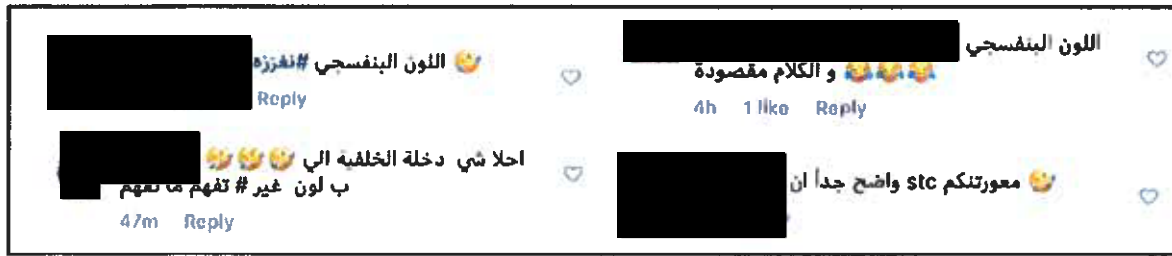 اللون البنفسجي #نغززه 🤣
Reply
احلا شي دخلة الخلفية الي 🤣🤣🤣
ب لون غير # تفهم ما تفهم
47m Reply
اللون البنفسجي
😂😂😂 و الكلام مقصودة
4h 1 like Reply
معورتنكم stc واضح جداً ان 🤣